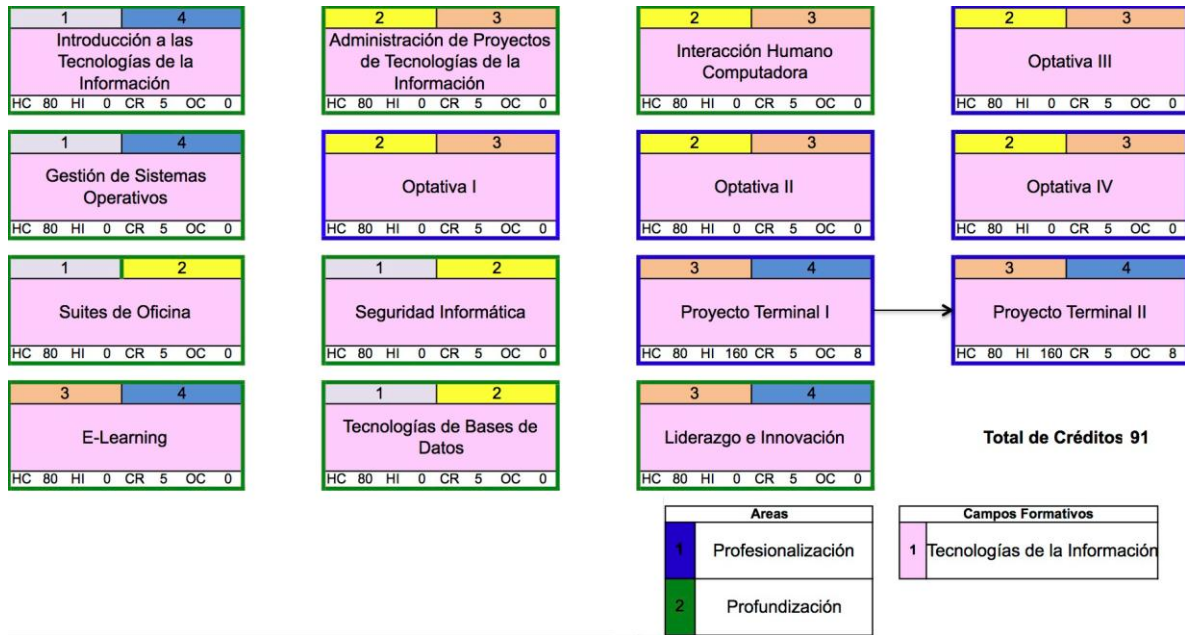 1 4
Introducción a las
Tecnologías de la
Información
HC 80 HI 0 CR 5 OC 0
2 3
Administración de Proyectos
de Tecnologías de la
Información
HC 80 HI 0 CR 5 OC 0
2 3
Interacción Humano
Computadora
HC 80 HI 0 CR 5 OC 0
2 3
Optativa III
HC 80 HI 0 CR 5 OC 0
1 4
Gestión de Sistemas
Operativos
HC 80 HI 0 CR 5 OC 0
2 3
Optativa I
HC 80 HI 0 CR 5 OC 0
2 3
Optativa II
HC 80 HI 0 CR 5 OC 0
2 3
Optativa IV
HC 80 HI 0 CR 5 OC 0
1 2
Suites de Oficina
HC 80 HI 0 CR 5 OC 0
1 2
Seguridad Informática
HC 80 HI 0 CR 5 OC 0
3 4
Proyecto Terminal I
HC 80 HI 160 CR 5 OC 8
3 4
Proyecto Terminal II
HC 80 HI 160 CR 5 OC 8
3 4
E-Learning
HC 80 HI 0 CR 5 OC 0
1 2
Tecnologías de Bases de
Datos
HC 80 HI 0 CR 5 OC 0
3 4
Liderazgo e Innovación
HC 80 HI 0 CR 5 OC 0
Total de Créditos 91
Areas
1 Profesionalización
2 Profundización
Campos Formativos
1 Tecnologías de la Información